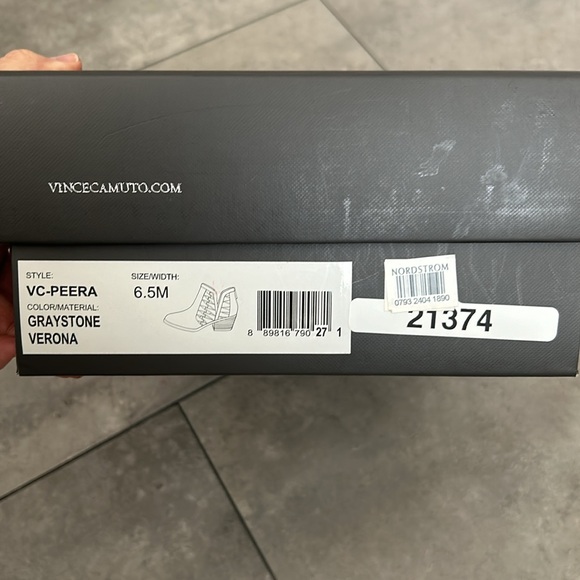 VINCECAMUTO.COM
STYLE:
VC-PEERA
SIZE/WIDTH:
6.5M
COLOR/MATERIAL:
GRAYSTONE
VERONA
8 89816 790 27 1
NORDSTROM
0793 2404 1890
21374